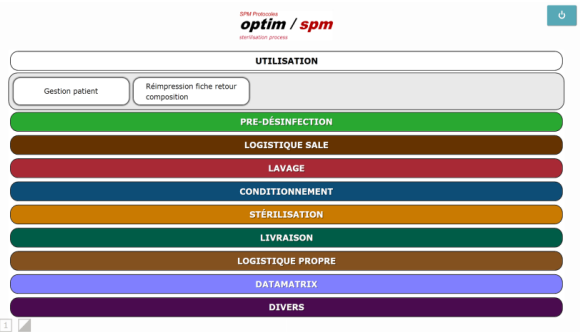 SPM Protocoles
optim / spm
sterilisation process
UTILISATION
Gestion patient
Réimpression fiche retour
composition
PRE-DÉSINFECTION
LOGISTIQUE SALE
LAVAGE
CONDITIONNEMENT
STÉRILISATION
LIVRAISON
LOGISTIQUE PROPRE
DATAMATRIX
DIVERS
1